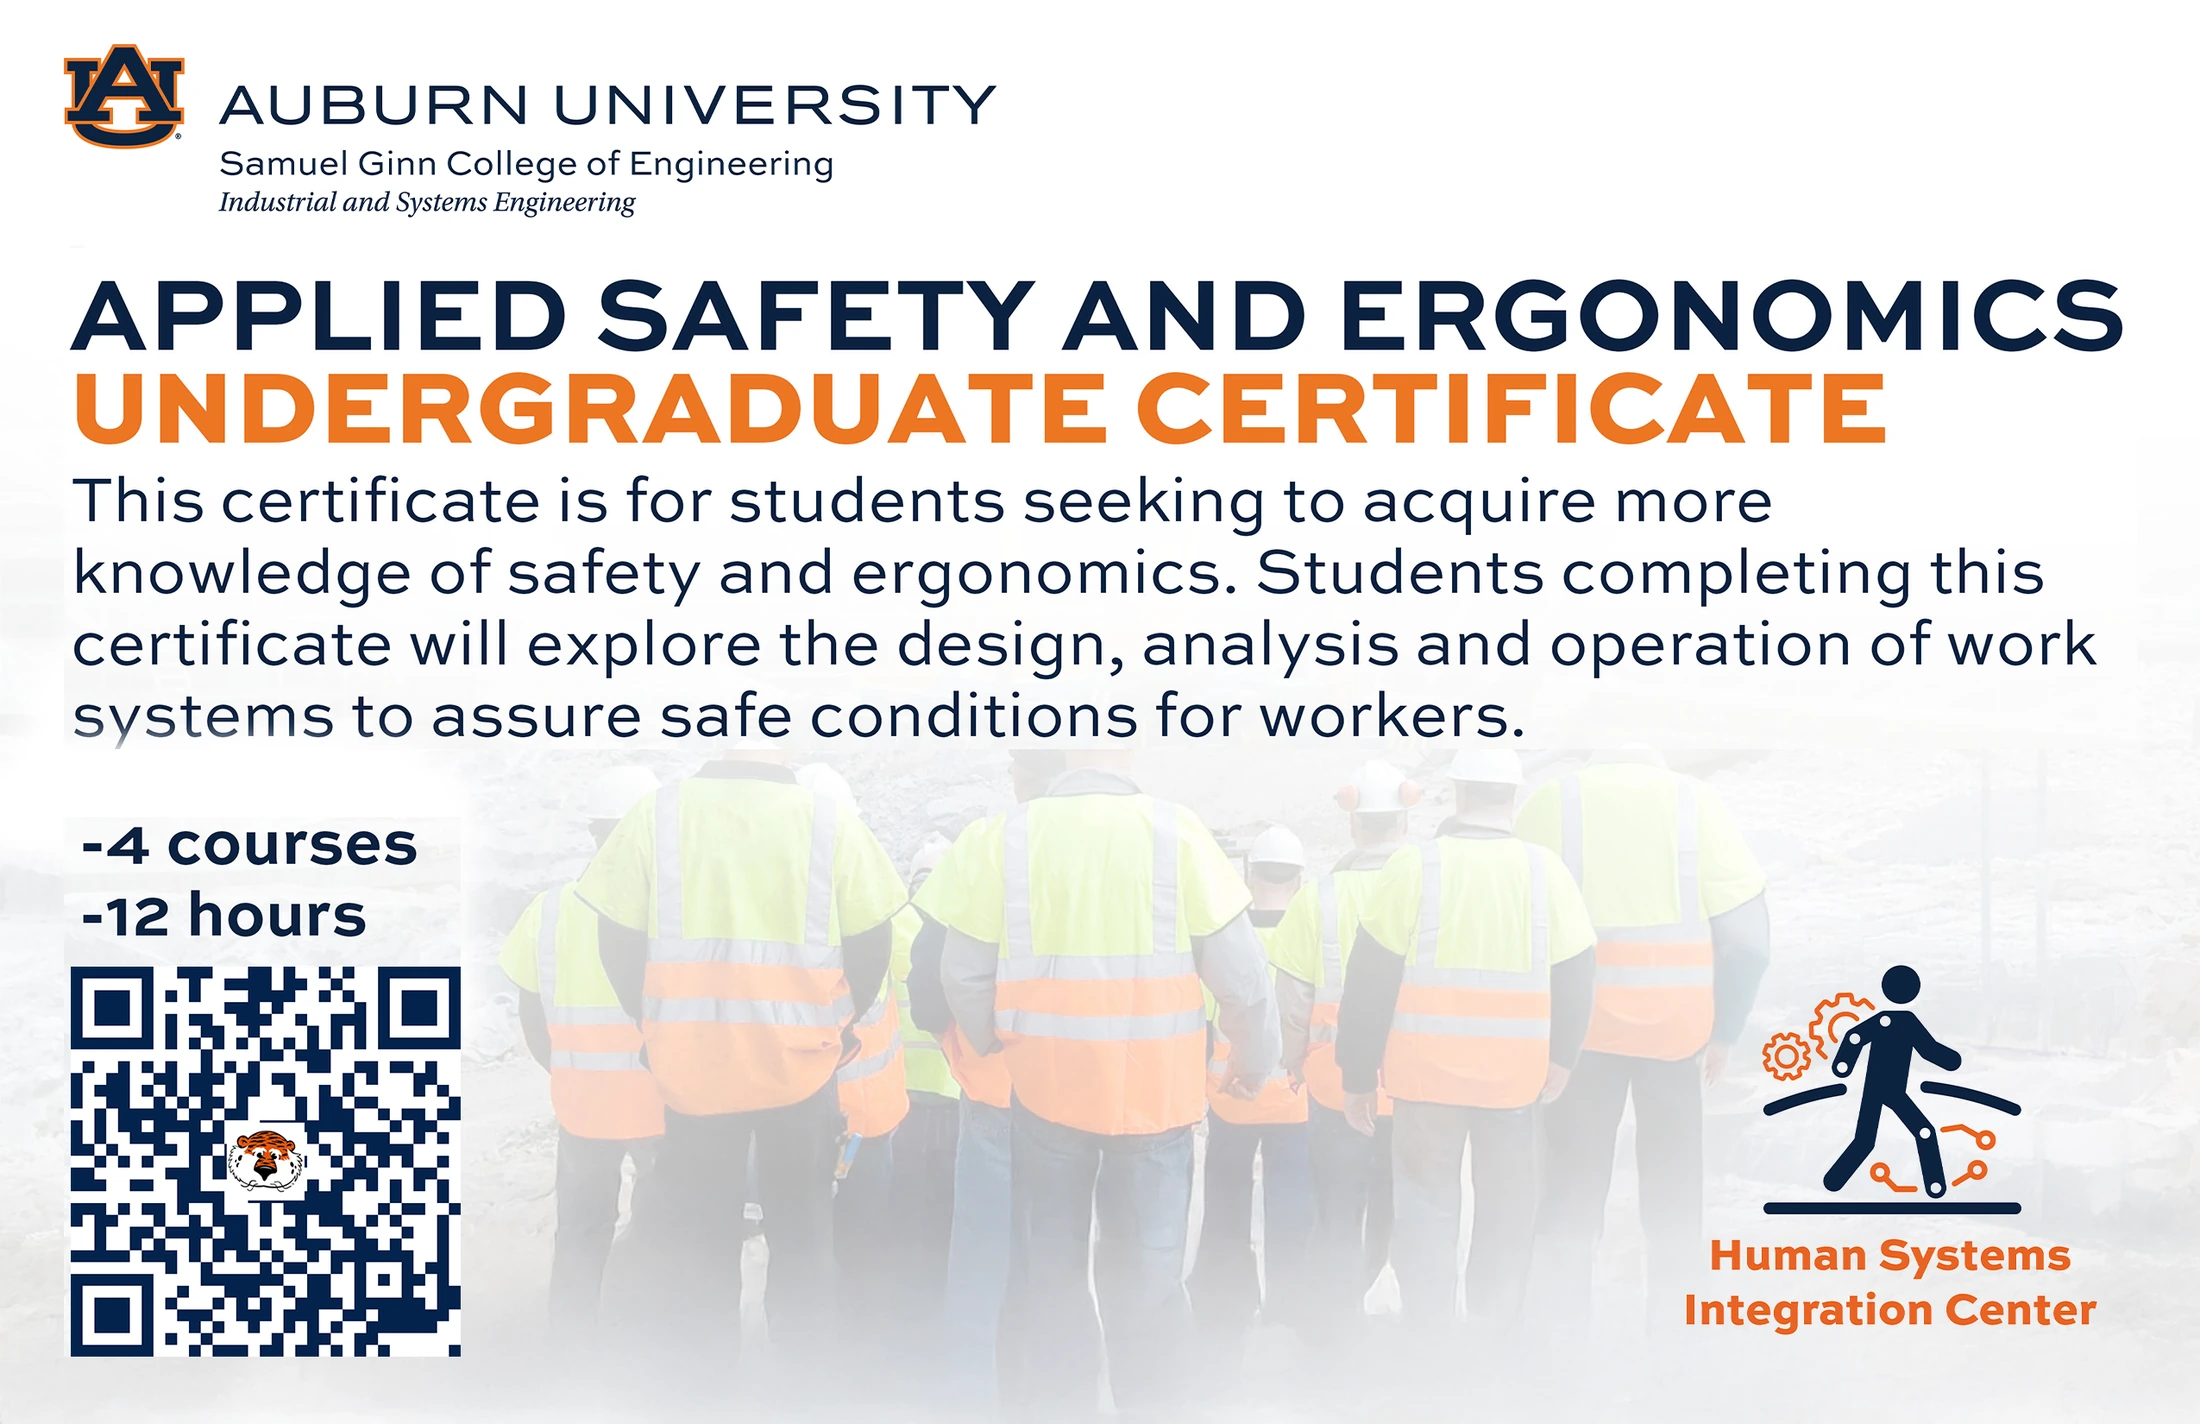 AU
AUBURN UNIVERSITY
Samuel Ginn College of Engineering
Industrial and Systems Engineering
APPLIED SAFETY AND ERGONOMICS
UNDERGRADUATE CERTIFICATE
This certificate is for students seeking to acquire more
knowledge of safety and ergonomics. Students completing this
certificate will explore the design, analysis and operation of work
systems to assure safe conditions for workers.
-4 courses
-12 hours
Human Systems
Integration Center